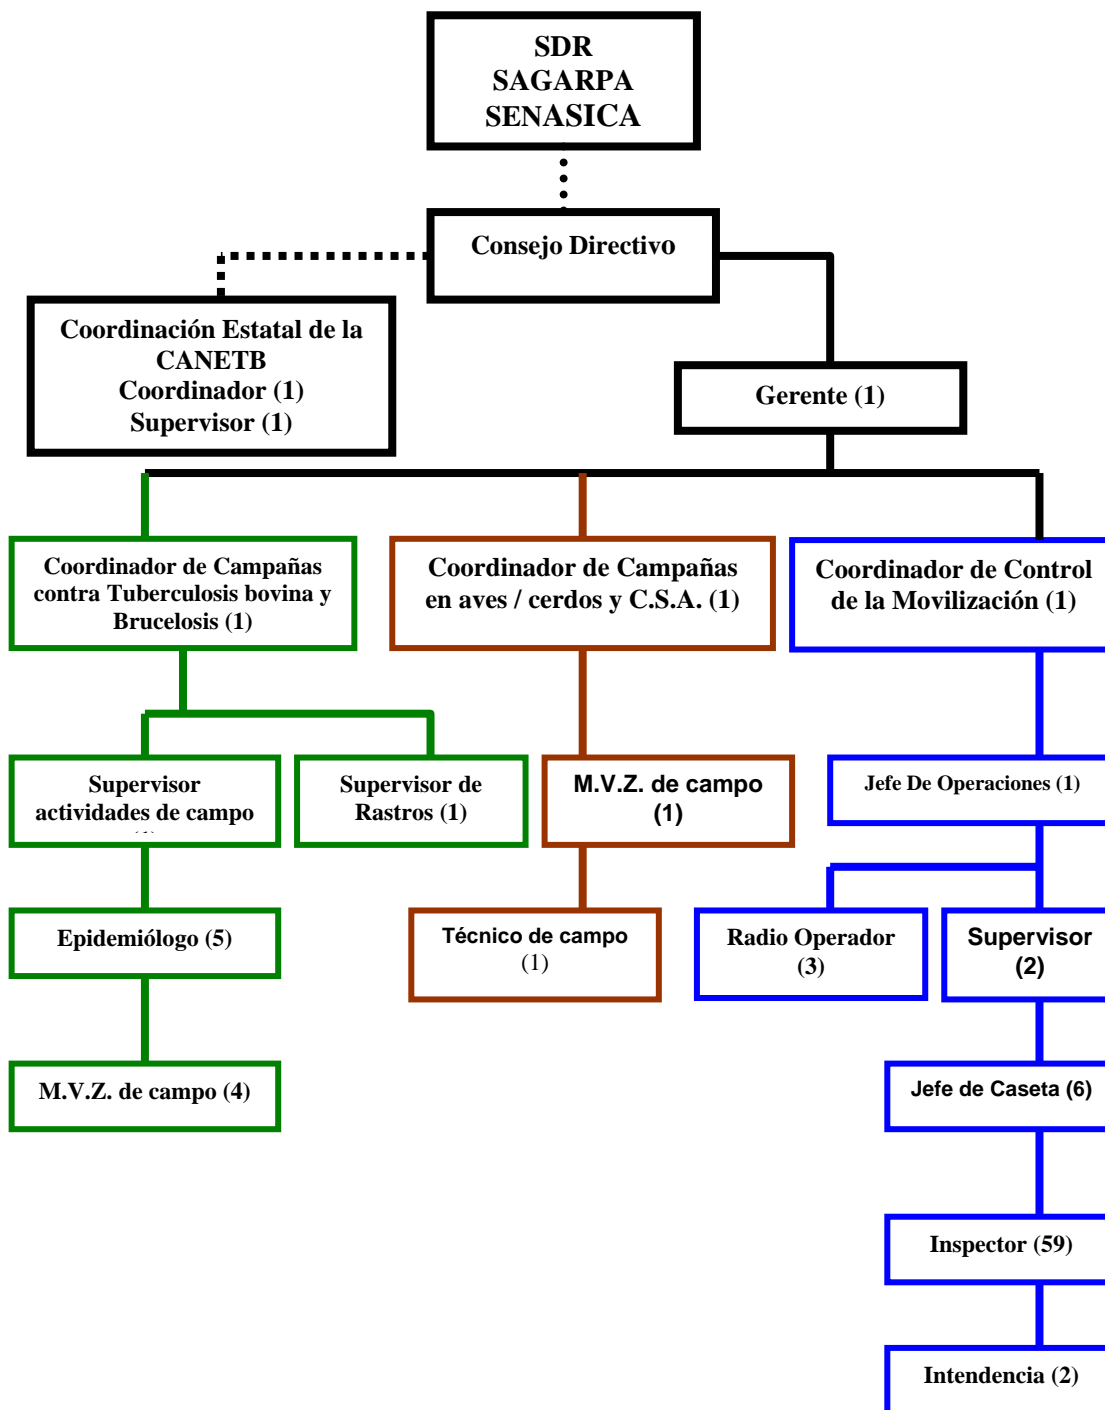 SDR
SAGARPA
SENASICA
Consejo Directivo
Coordinación Estatal de la
CANETB
Coordinador (1)
Supervisor (1)
Gerente (1)
Coordinador de Campañas
contra Tuberculosis bovina y
Brucelosis (1)
Coordinador de Campañas
en aves / cerdos y C.S.A. (1)
Coordinador de Control
de la Movilización (1)
Supervisor
actividades de campo
Supervisor de
Rastros (1)
M.V.Z. de campo
(1)
Jefe De Operaciones (1)
Epidemiólogo (5)
Técnico de campo
(1)
Radio Operador
(3)
Supervisor
(2)
M.V.Z. de campo (4)
Jefe de Caseta (6)
Inspector (59)
Intendencia (2)